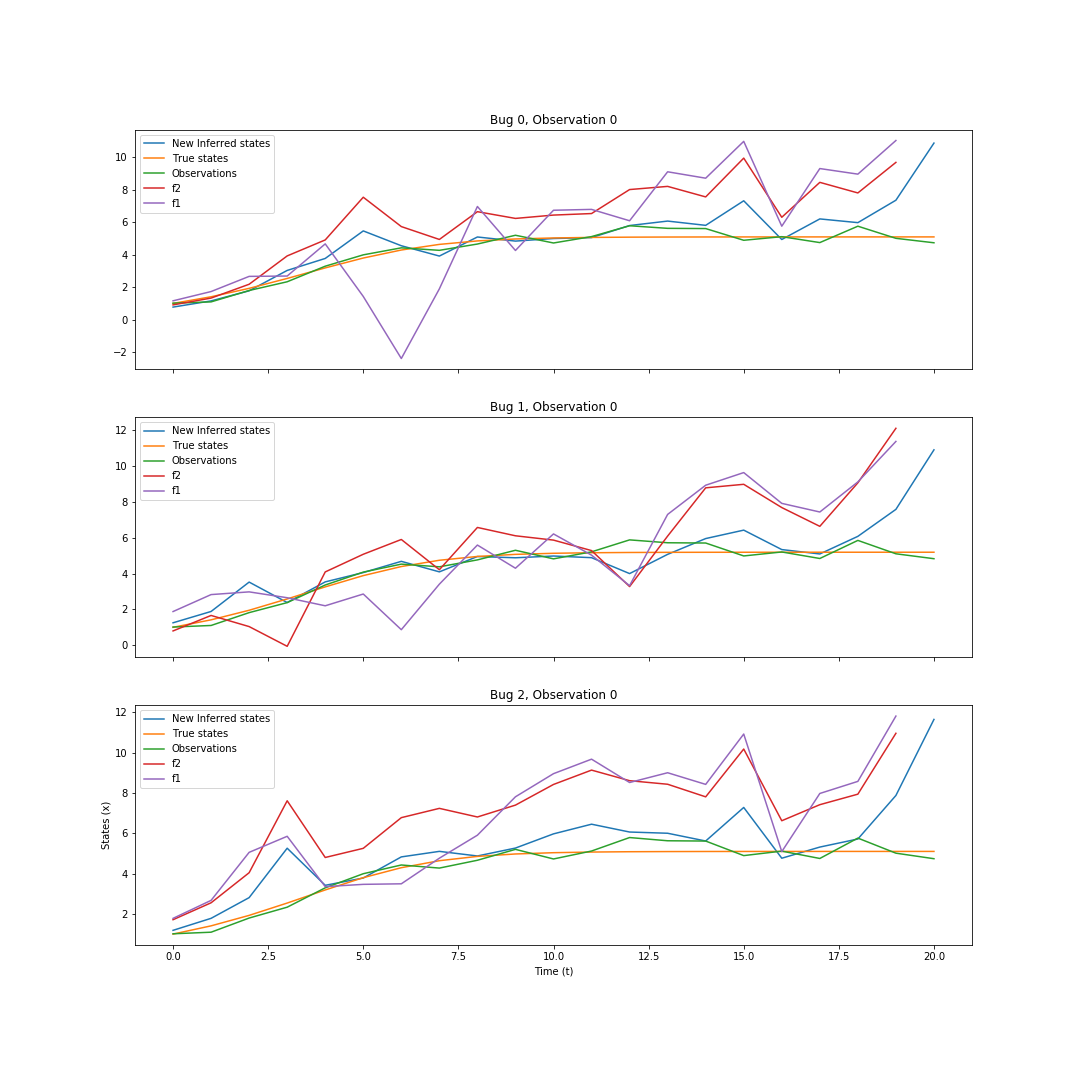 Bug 0, Observation 0
New Inferred states
True states
Observations
f2
f1
10
8
6
4
2
0
−2
Bug 1, Observation 0
New Inferred states
True states
Observations
f2
f1
12
10
8
6
4
2
0
Bug 2, Observation 0
New Inferred states
True states
Observations
f2
f1
12
10
8
6
4
2
States (x)
0.0 2.5 5.0 7.5 10.0 12.5 15.0 17.5 20.0
Time (t)